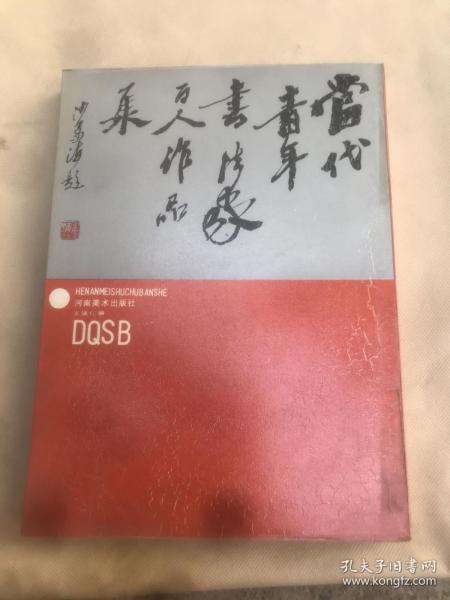 當代
青年
書法家
百人作品
集
沙孟海题
HENANMEISHUCHUBANSHE
河南美术出版社
DQSB
孔夫子旧书网
www.kongfz.com